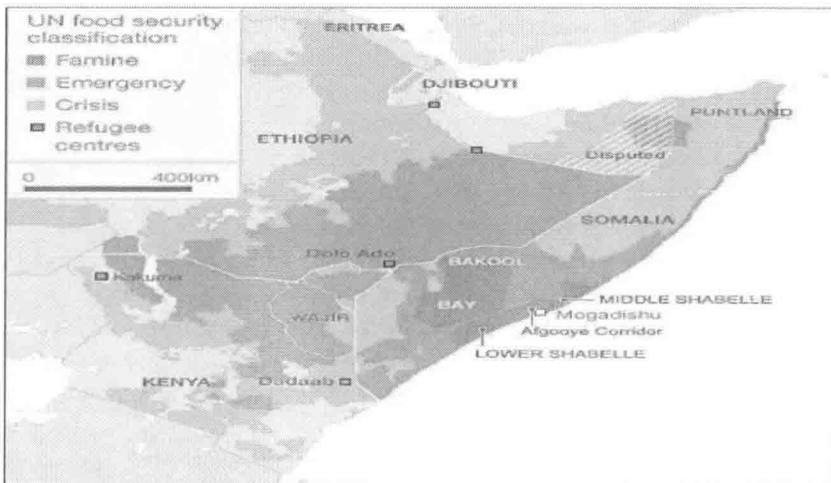 UN food security
classification
Famine
Emergency
Crisis
Refugee
centres
0 400km
ERITREA
DJIBOUTI
ETHIOPIA
PUNTLAND
Disputed
SOMALIA
Dolo Ado
BAKOOL
Kakuma
BAY
WAJIR
MIDDLE SHABELLE
Mogadishu
Afgooye Corridor
LOWER SHABELLE
KENYA
Dadaab